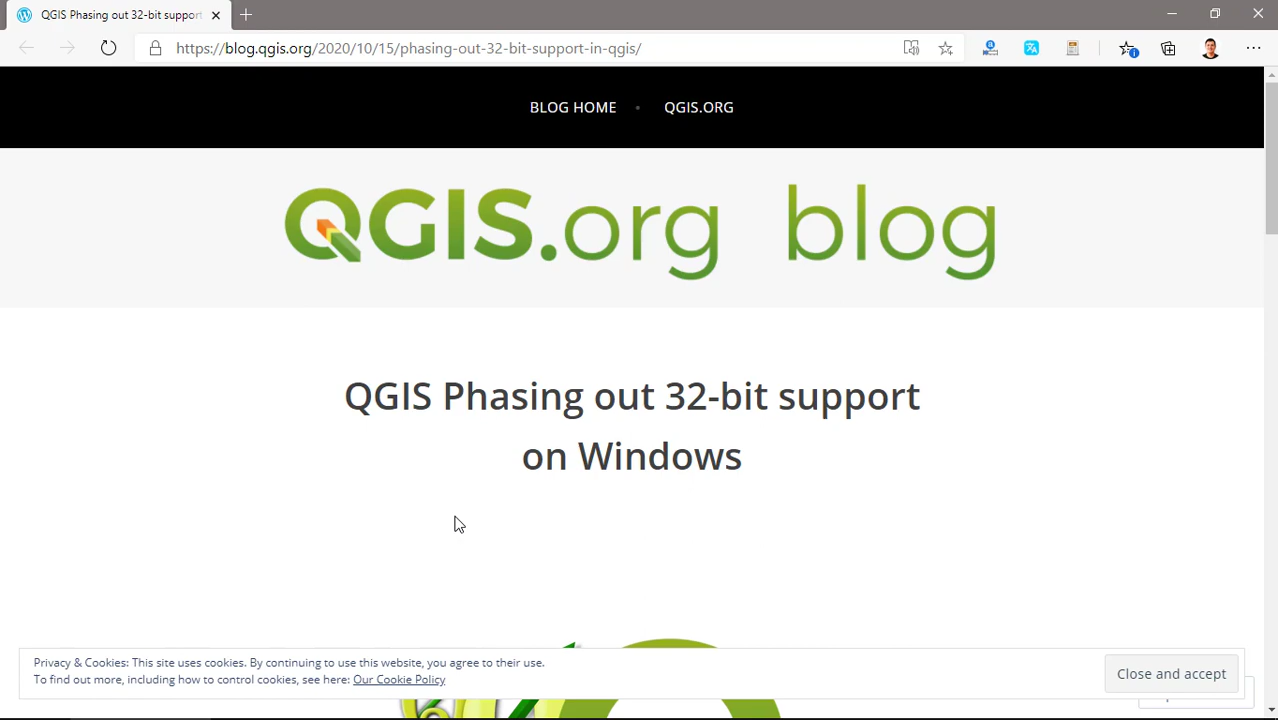 QGIS Phasing out 32-bit support
https://blog.qgis.org/2020/10/15/phasing-out-32-bit-support-in-qgis/
BLOG HOME • QGIS.ORG
QGIS.org blog
QGIS Phasing out 32-bit support
on Windows
Privacy & Cookies: This site uses cookies. By continuing to use this website, you agree to their use.
To find out more, including how to control cookies, see here: Our Cookie Policy
Close and accept